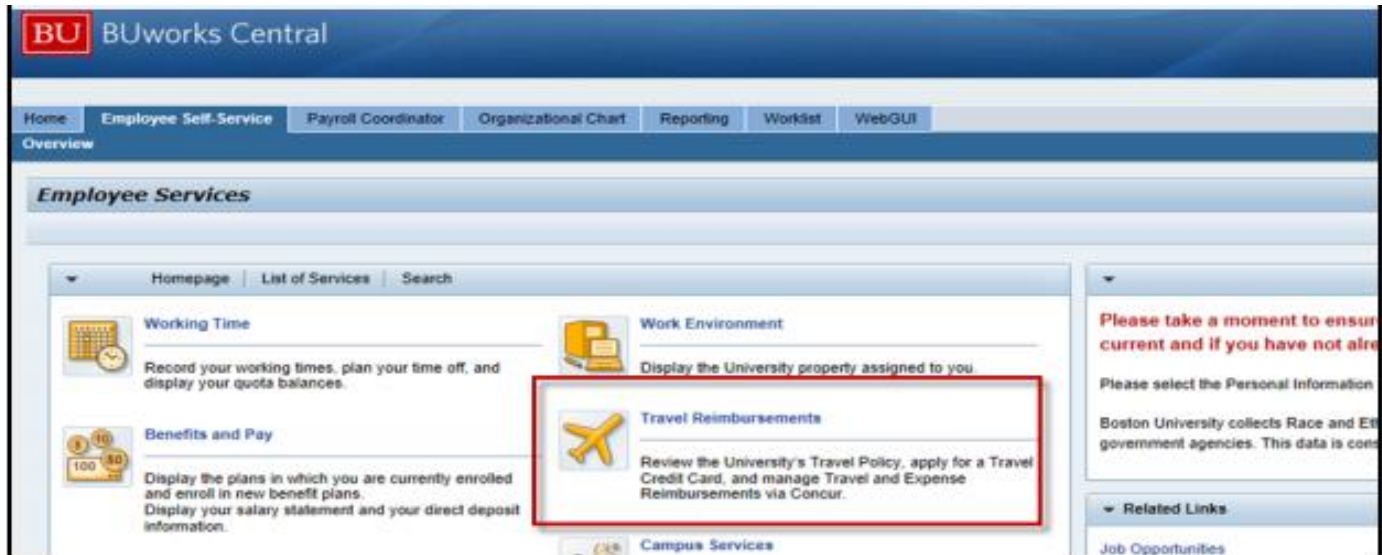 BU BUworks Central
Home Employee Self-Service Payroll Coordinator Organizational Chart Reporting Worklist WebGUI
Overview
Employee Services
Homepage List of Services Search
Working Time
Record your working times, plan your time off, and
display your quota balances.
Benefits and Pay
Display the plans in which you are currently enrolled
and enroll in new benefit plans.
Display your salary statement and your direct deposit
information.
Work Environment
Display the University property assigned to you.
Travel Reimbursements
Review the University's Travel Policy, apply for a Travel
Credit Card, and manage Travel and Expense
Reimbursements via Concur.
Campus Services
Please take a moment to ensur
current and if you have not alre
Please select the Personal Information
Boston University collects Race and Et
government agencies. This data is cons
Related Links
Job Opportunities